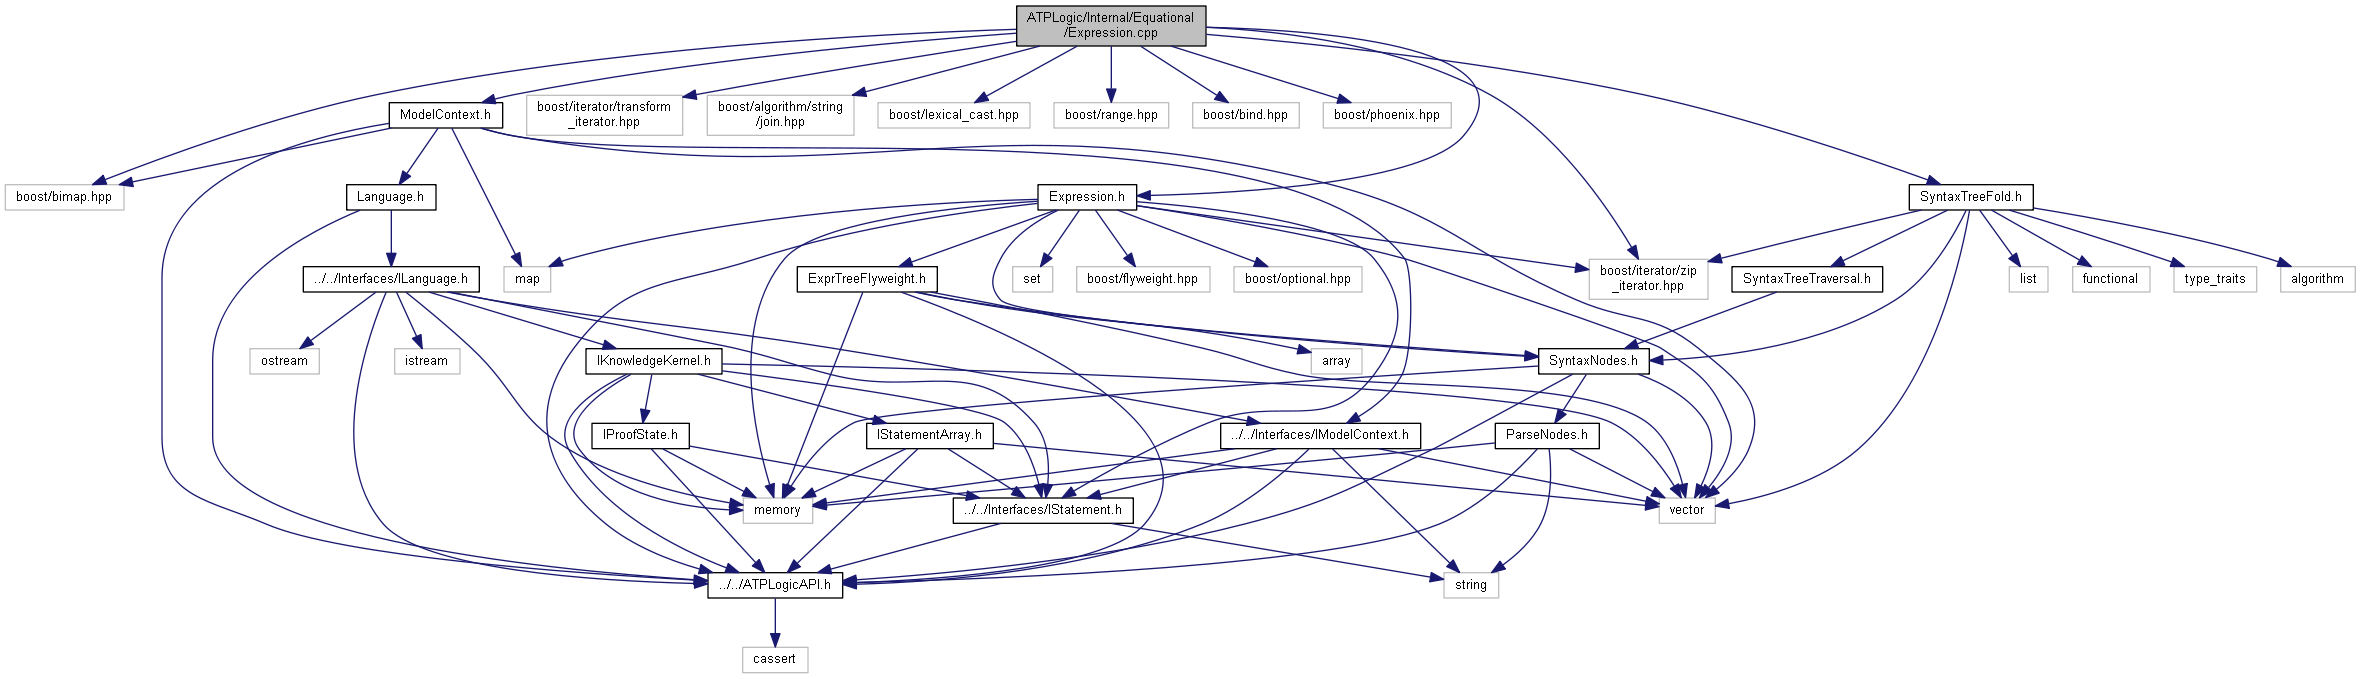 ATPLogic/Internal/Equational
/Expression.cpp
ModelContext.h
boost/iterator/transform
_iterator.hpp
boost/algorithm/string
/join.hpp
boost/lexical_cast.hpp
boost/range.hpp
boost/bind.hpp
boost/phoenix.hpp
boost/bimap.hpp
Language.h
Expression.h
SyntaxTreeFold.h
../../Interfaces/ILanguage.h
map
ExprTreeFlyweight.h
set
boost/flyweight.hpp
boost/optional.hpp
boost/iterator/zip
_iterator.hpp
SyntaxTreeTraversal.h
list
functional
type_traits
algorithm
ostream
istream
IKnowledgeKernel.h
array
SyntaxNodes.h
IProofState.h
IStatementArray.h
../../Interfaces/IModelContext.h
ParseNodes.h
memory
../../Interfaces/IStatement.h
vector
../../ATPLogicAPI.h
string
cassert